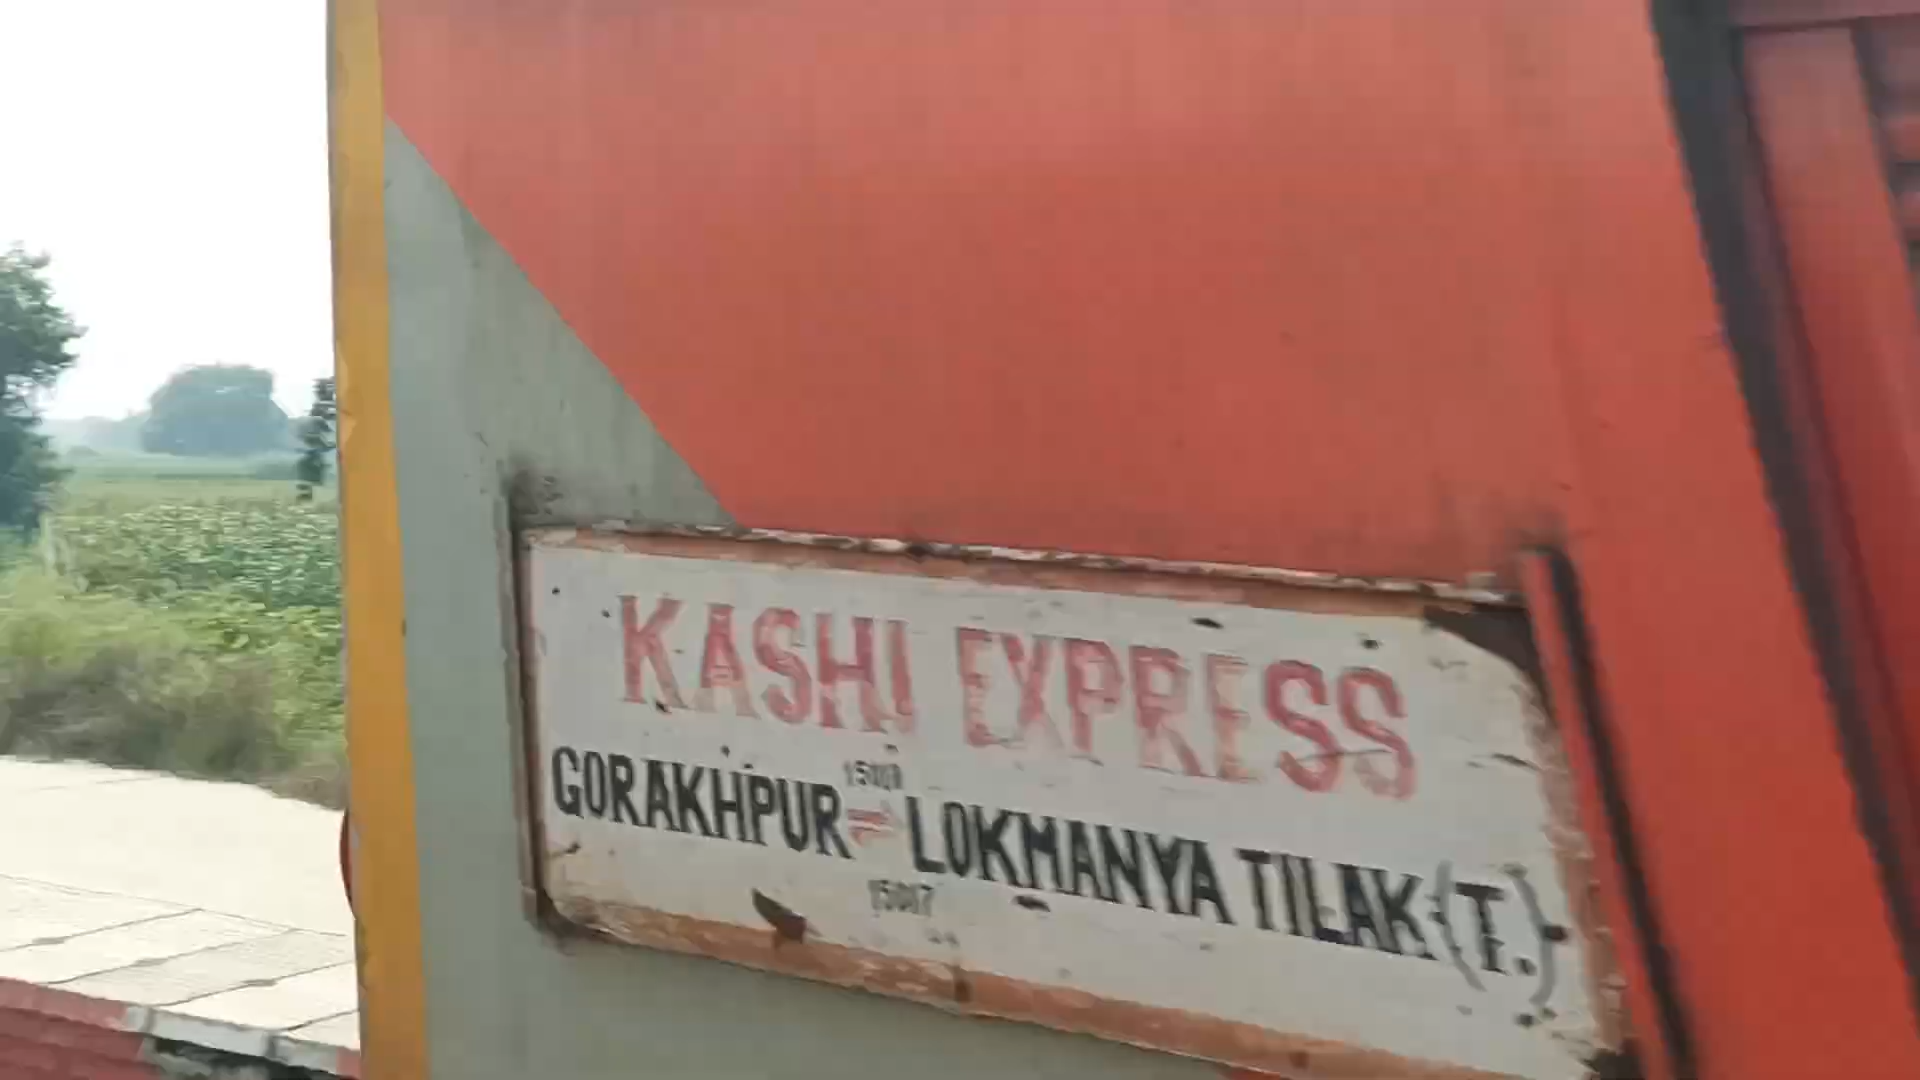 KASHI EXPRESS
15018
GORAKHPUR ⇌ LOKMANYA TILAK (T.)
15017